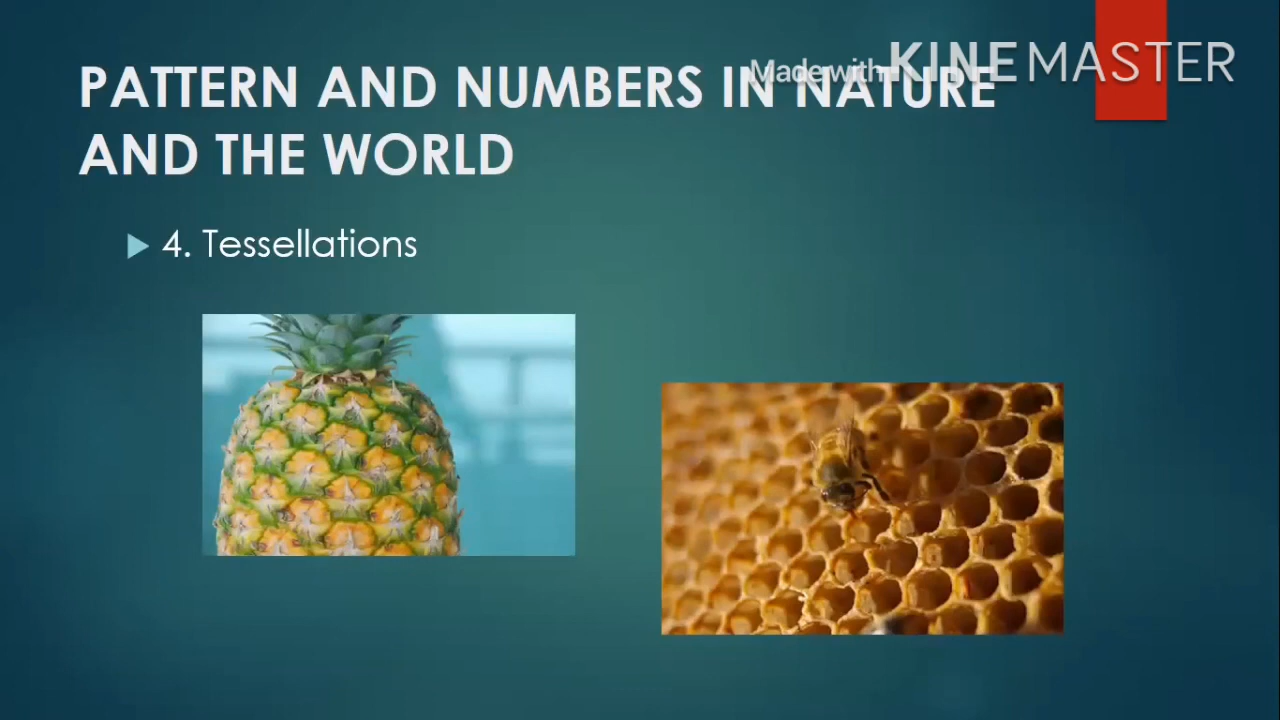 Made with KINEMASTER
PATTERN AND NUMBERS IN NATURE
AND THE WORLD
4. Tessellations